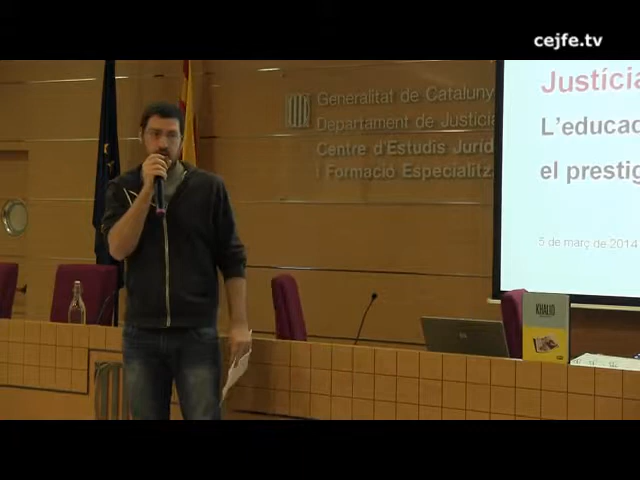 cejfe.tv
Generalitat de Cataluny
Departament de Justícia
Centre d'Estudis Jurídi
i Formació Especialitz
Justícia
L'educac
el prestig
5 de març de 2014
KHALID